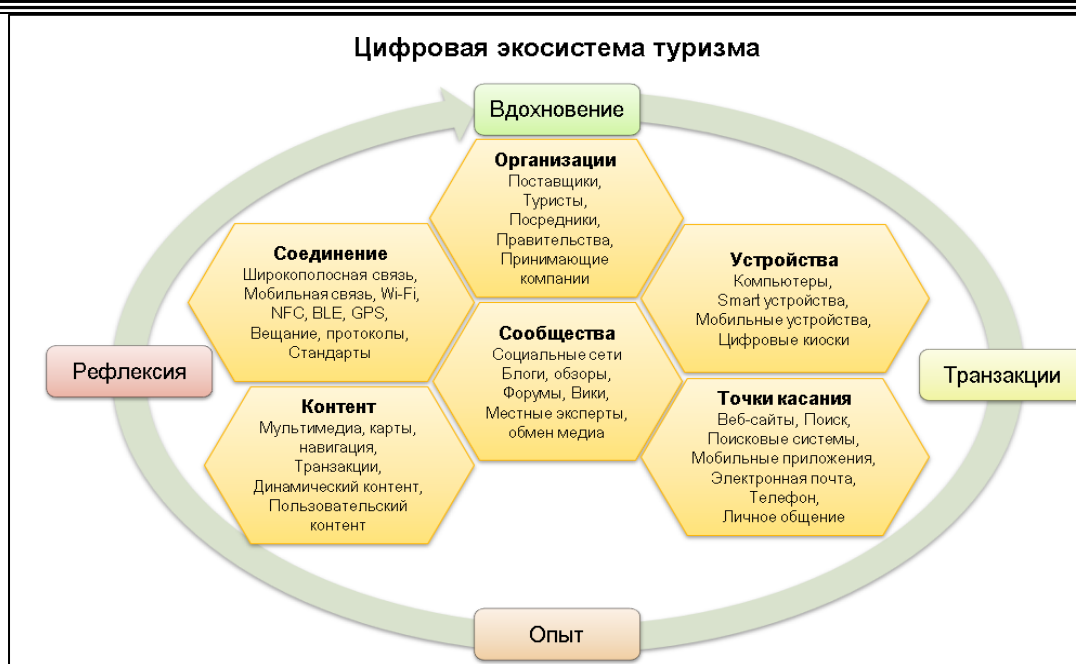 Цифровая экосистема туризма
Вдохновение
Организации
Поставщики,
Туристы,
Посредники,
Правительства,
Принимающие
компании
Соединение
Широкополосная связь,
Мобильная связь, Wi-Fi,
NFC, BLE, GPS,
Вещание, протоколы,
Стандарты
Устройства
Компьютеры,
Smart устройства,
Мобильные устройства,
Цифровые киоски
Сообщества
Социальные сети
Блоги, обзоры,
Форумы, Вики,
Местные эксперты,
обмен медиа
Рефлексия
Транзакции
Контент
Мультимедиа, карты,
навигация,
Транзакции,
Динамический контент,
Пользовательский
контент
Точки касания
Веб-сайты, Поиск,
Поисковые системы,
Мобильные приложения,
Электронная почта,
Телефон,
Личное общение
Опыт